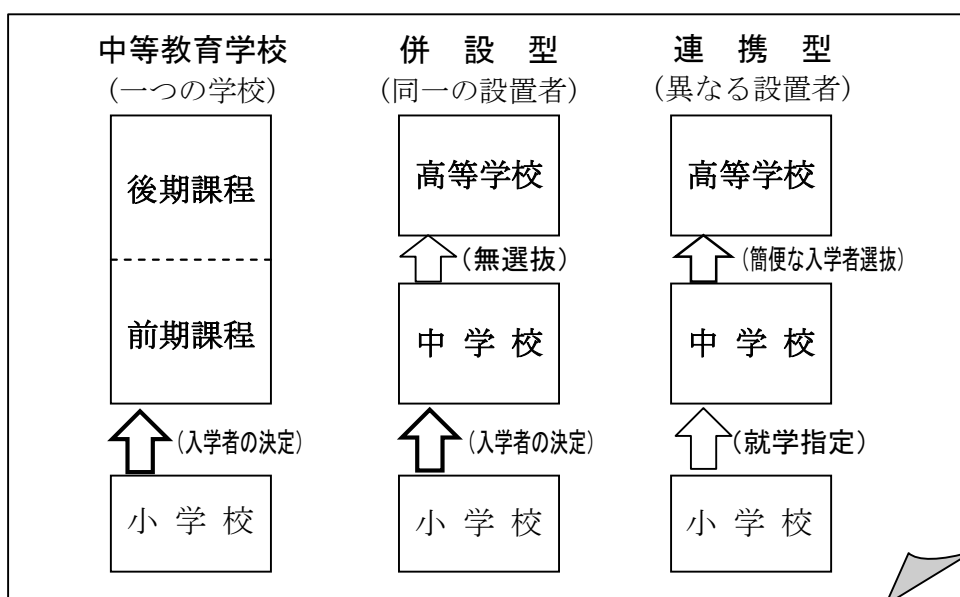 中等教育学校
(一つの学校)
後期課程
前期課程
(入学者の決定)
小学校
併設型
(同一の設置者)
高等学校
(無選抜)
中学校
(入学者の決定)
小学校
連携型
(異なる設置者)
高等学校
(簡便な入学者選抜)
中学校
(就学指定)
小学校